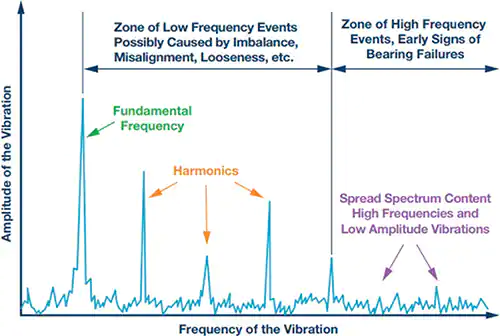 Zone of Low Frequency Events
Possibly Caused by Imbalance,
Misalignment, Looseness, etc.
Zone of High Frequency
Events, Early Signs of
Bearing Failures
Fundamental
Frequency
Harmonics
Spread Spectrum Content
High Frequencies and
Low Amplitude Vibrations
Amplitude of the Vibration
Frequency of the Vibration